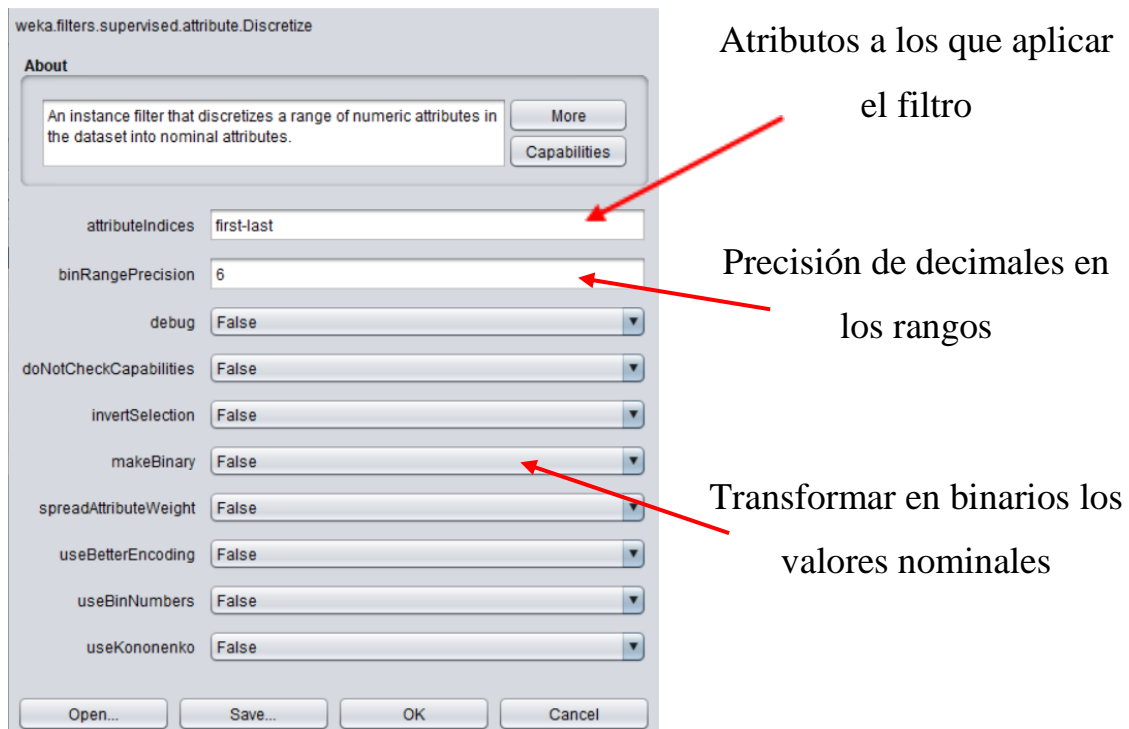 weka.filters.supervised.attribute.Discretize
About
An instance filter that discretizes a range of numeric attributes in
the dataset into nominal attributes.
More
Capabilities
attributeIndices first-last
binRangePrecision 6
debug False
doNotCheckCapabilities False
invertSelection False
makeBinary False
spreadAttributeWeight False
useBetterEncoding False
useBinNumbers False
useKononenko False
Open... Save... OK Cancel
Atributos a los que aplicar
el filtro
Precisión de decimales en
los rangos
Transformar en binarios los
valores nominales